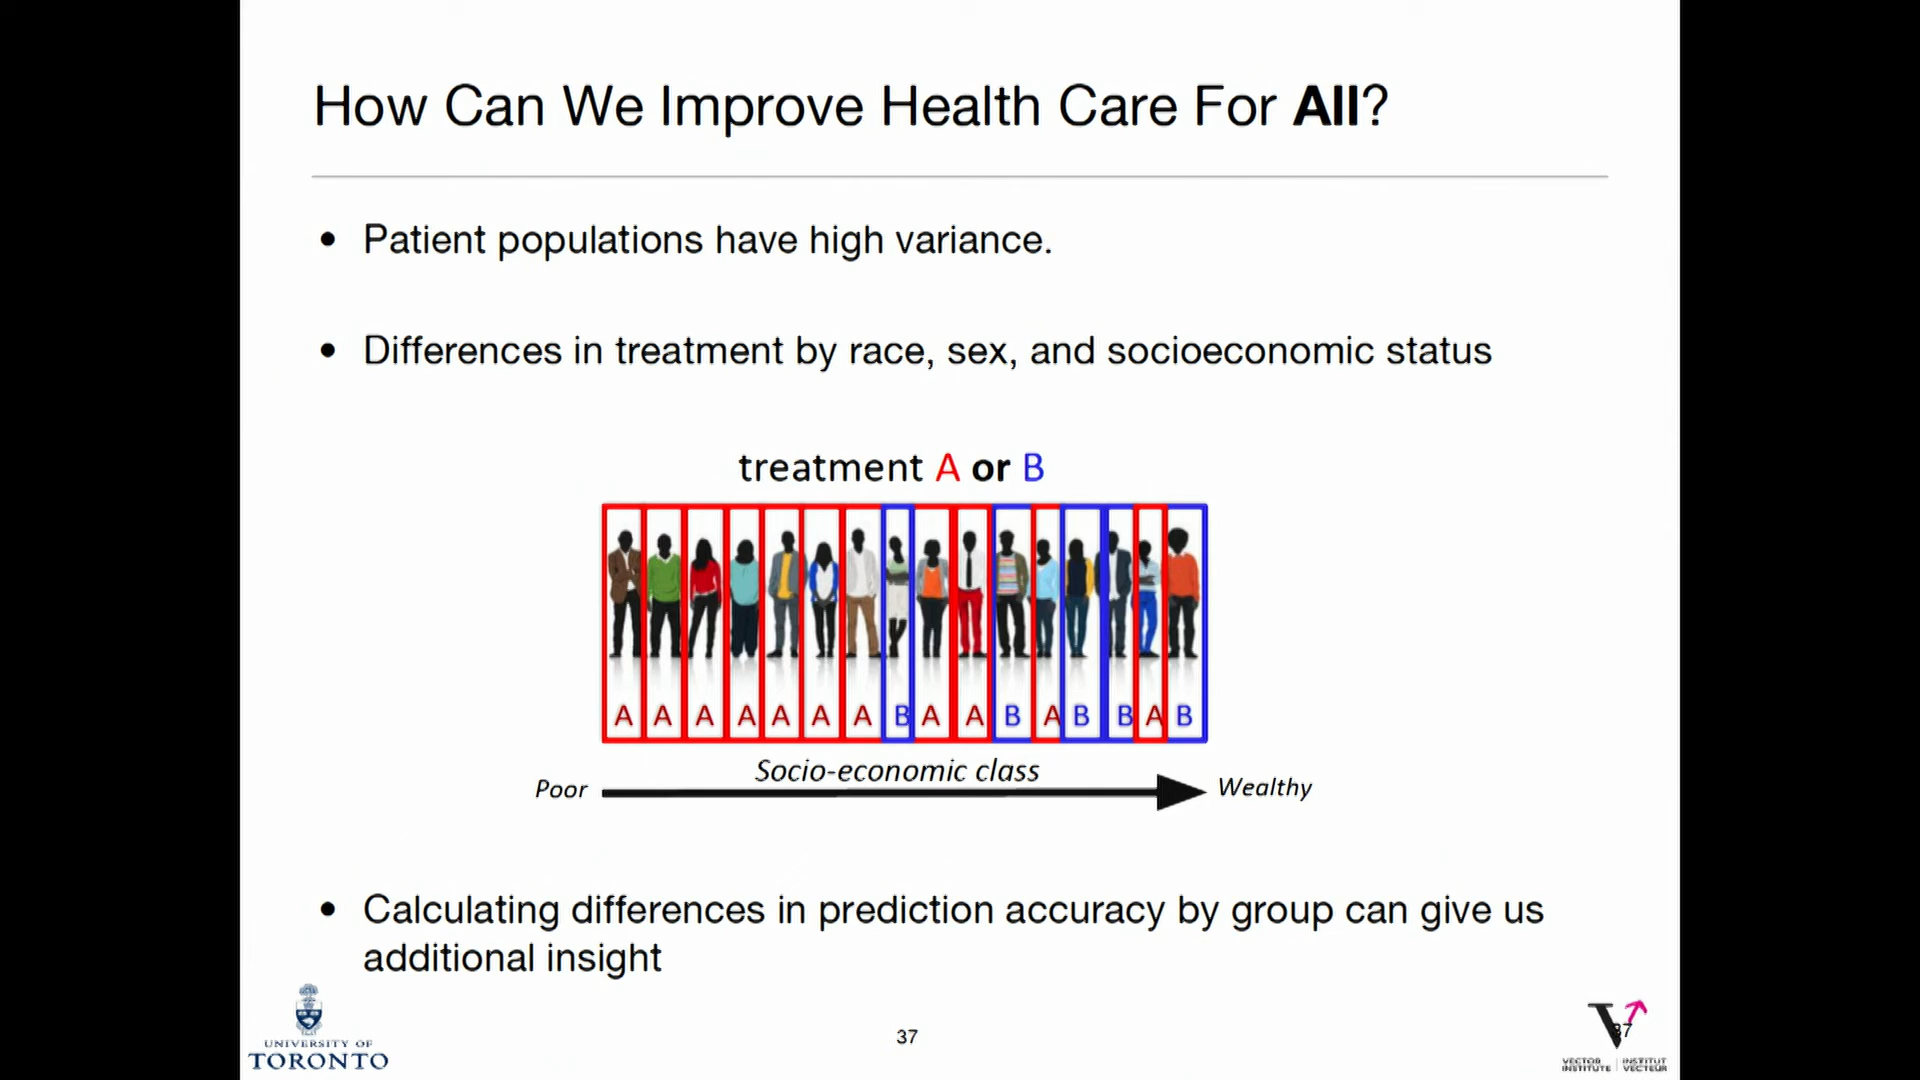 How Can We Improve Health Care For All?
• Patient populations have high variance.
• Differences in treatment by race, sex, and socioeconomic status
treatment A or B
A A A A A A A B A A B A B B A B
Socio-economic class
Poor
Wealthy
• Calculating differences in prediction accuracy by group can give us
additional insight
UNIVERSITY OF
TORONTO
37
37
VECTOR INSTITUT
INSTITUTE VECTEUR